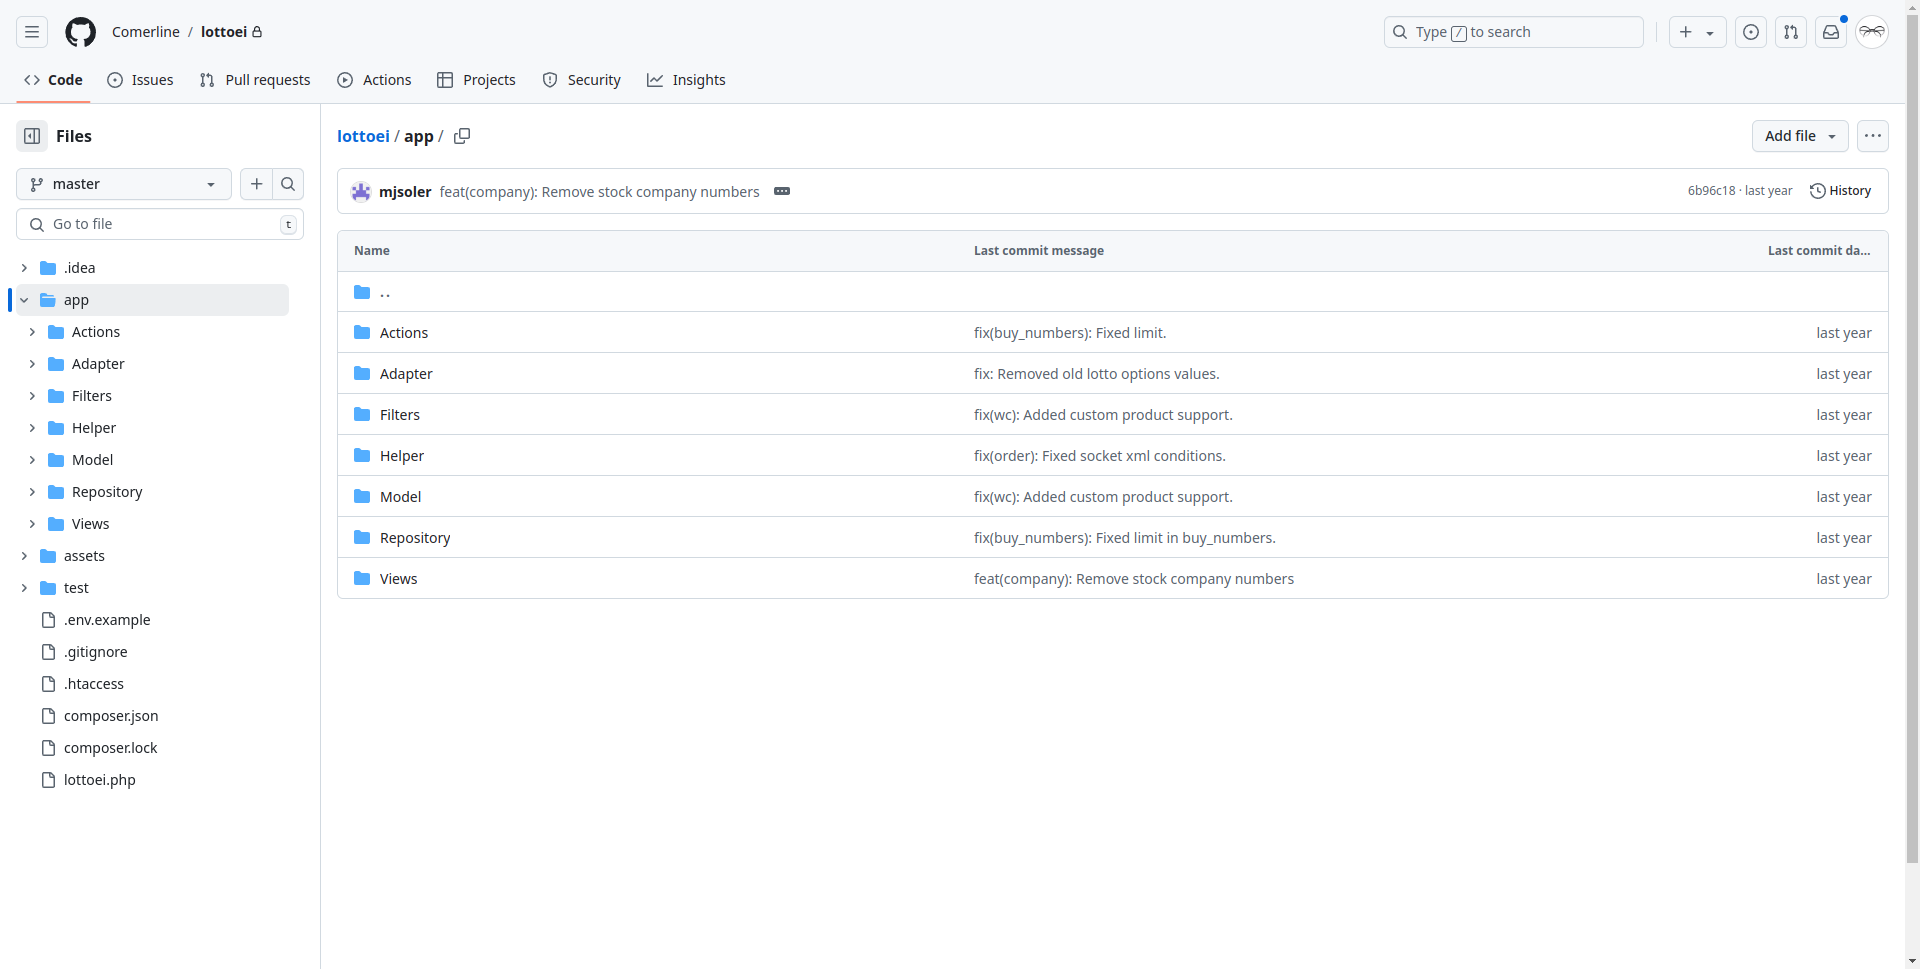 Comerline / lottoei
Type / to search
Code
Issues
Pull requests
Actions
Projects
Security
Insights
Files
master
Go to file
t
.idea
app
Actions
Adapter
Filters
Helper
Model
Repository
Views
assets
test
.env.example
.gitignore
.htaccess
composer.json
composer.lock
lottoei.php
lottoei / app /
Add file
mjsoler feat(company): Remove stock company numbers
6b96c18 · last year
History
Name Last commit message Last commit da...
..
Actions fix(buy_numbers): Fixed limit. last year
Adapter fix: Removed old lotto options values. last year
Filters fix(wc): Added custom product support. last year
Helper fix(order): Fixed socket xml conditions. last year
Model fix(wc): Added custom product support. last year
Repository fix(buy_numbers): Fixed limit in buy_numbers. last year
Views feat(company): Remove stock company numbers last year